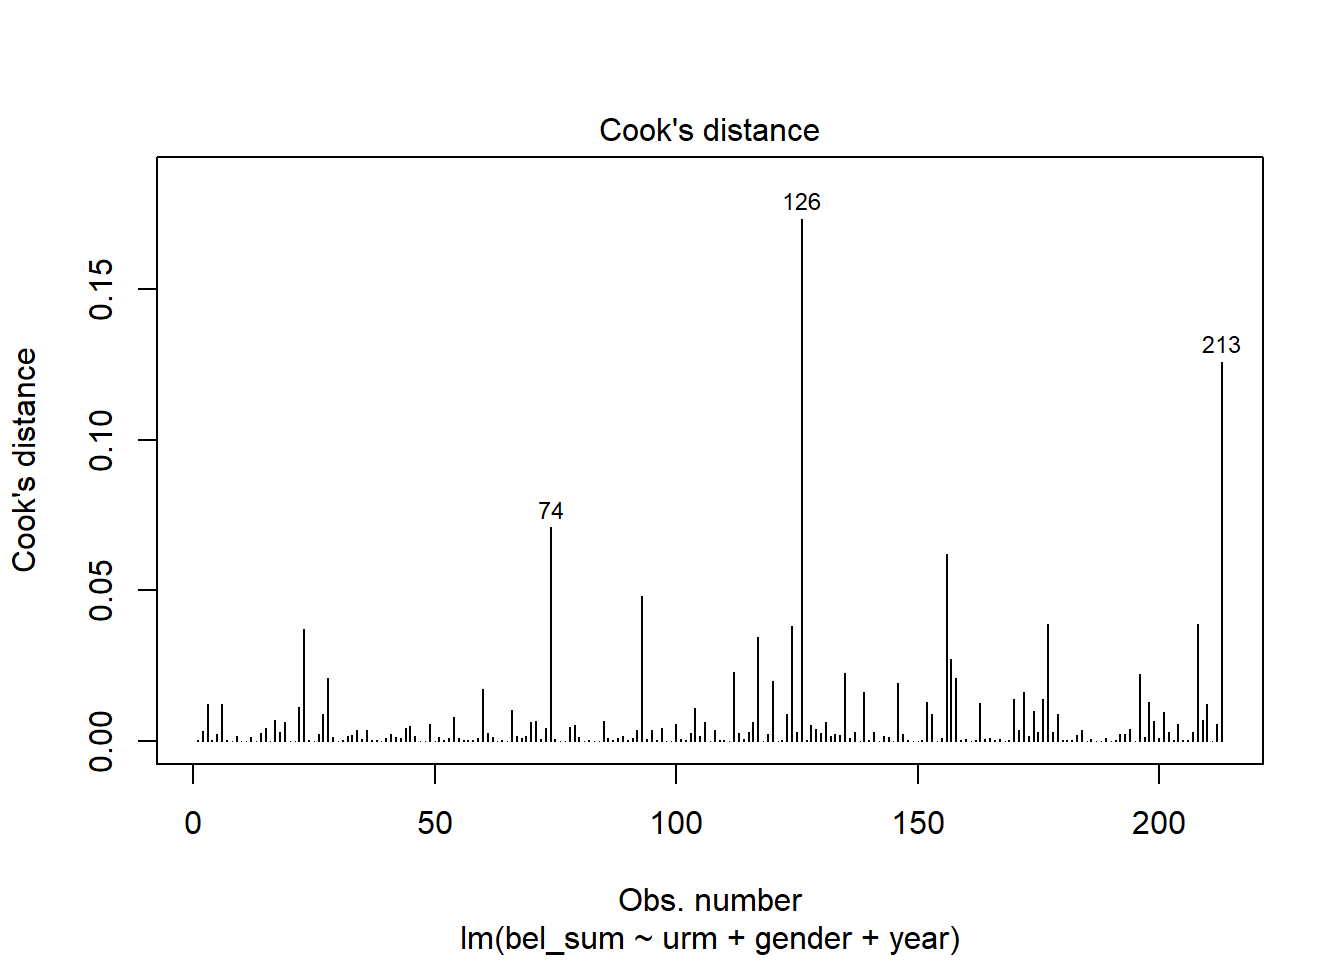 Cook's distance
126
213
74
Cook's distance
0.15
0.10
0.05
0.00
0 50 100 150 200
Obs. number
lm(bel_sum ~ urm + gender + year)